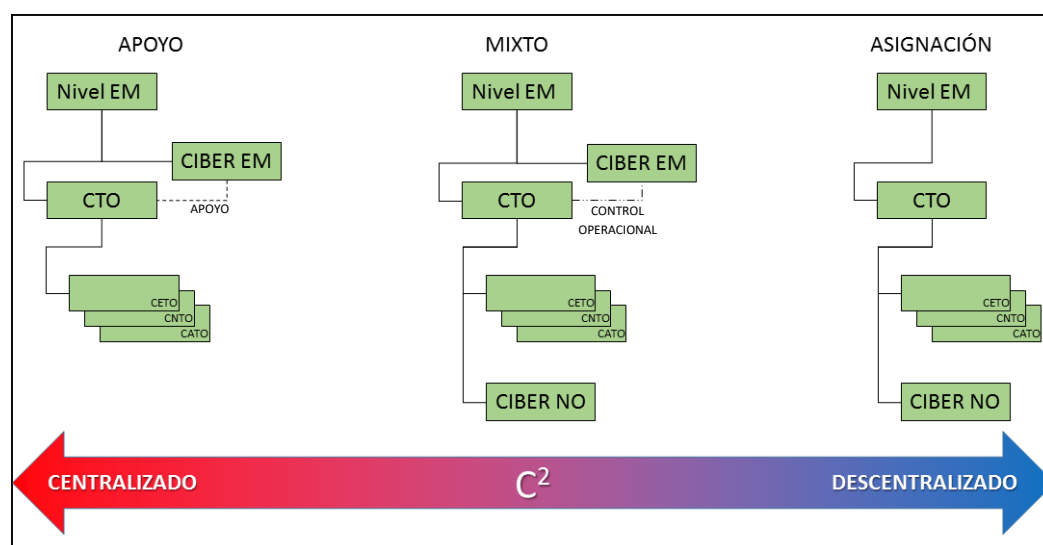 APOYO
Nivel EM
CIBER EM
CTO
APOYO
CETO
CNTO
CATO
MIXTO
Nivel EM
CIBER EM
CTO
CONTROL
OPERACIONAL
CETO
CNTO
CATO
CIBER NO
ASIGNACIÓN
Nivel EM
CTO
CETO
CNTO
CATO
CIBER NO
CENTRALIZADO
C²
DESCENTRALIZADO